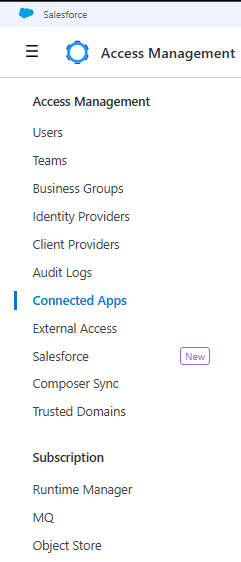 Salesforce
Access Management
Access Management
Users
Teams
Business Groups
Identity Providers
Client Providers
Audit Logs
Connected Apps
External Access
Salesforce New
Composer Sync
Trusted Domains
Subscription
Runtime Manager
MQ
Object Store